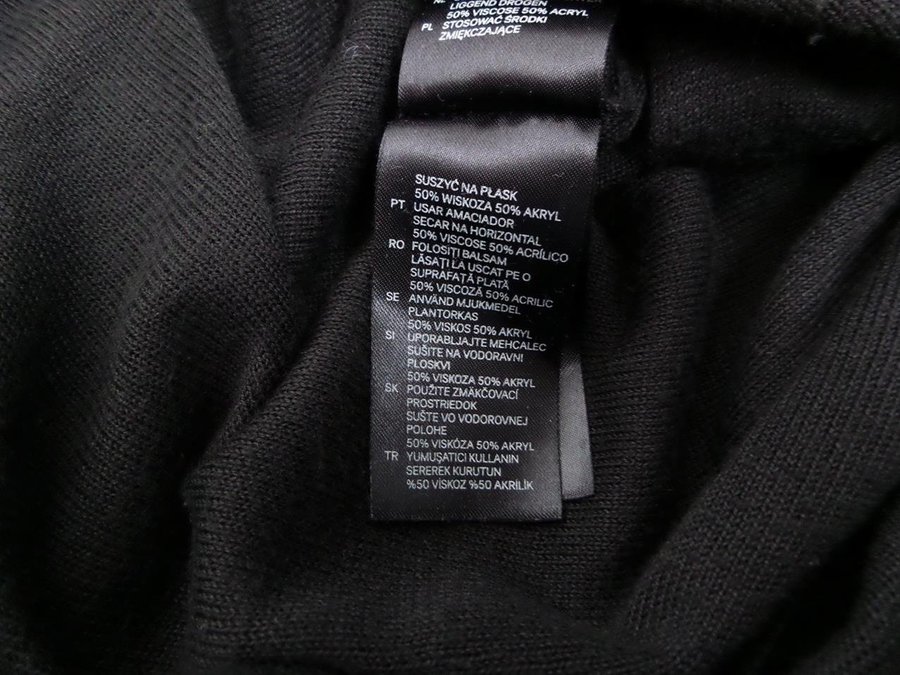 LIGGEND DROGEN
50% VISCOSE 50% ACRYL
PL STOSOWAĆ ŚRODKI
ZMIĘKCZAJĄCE
SUSZYĆ NA PŁASK
50% WISKOZA 50% AKRYL
PT USAR AMACIADOR
SECAR NA HORIZONTAL
50% VISCOSE 50% ACRÍLICO
RO FOLOSIȚI BALSAM
LĂSAȚI LA USCAT PE O
SUPRAFAȚĂ PLATĂ
50% VISCOZĂ 50% ACRILIC
SE ANVÄND MJUKMEDEL
PLANTORKAS
50% VISKOS 50% AKRYL
SI UPORABLJAJTE MEHČALEC
SUŠITE NA VODORAVNI
PLOSKVI
50% VISKOZA 50% AKRYL
SK POUŽITE ZMÄKČOVACÍ
PROSTRIEDOK
SUŠTE VO VODOROVNEJ
POLOHE
50% VISKÓZA 50% AKRYL
TR YUMUŞATICI KULLANIN
SEREREK KURUTUN
%50 VİSKOZ %50 AKRİLİK